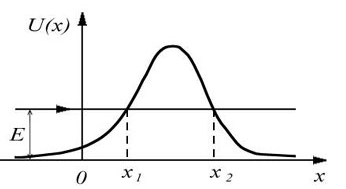 U(x)
E
0 x₁ x₂ x